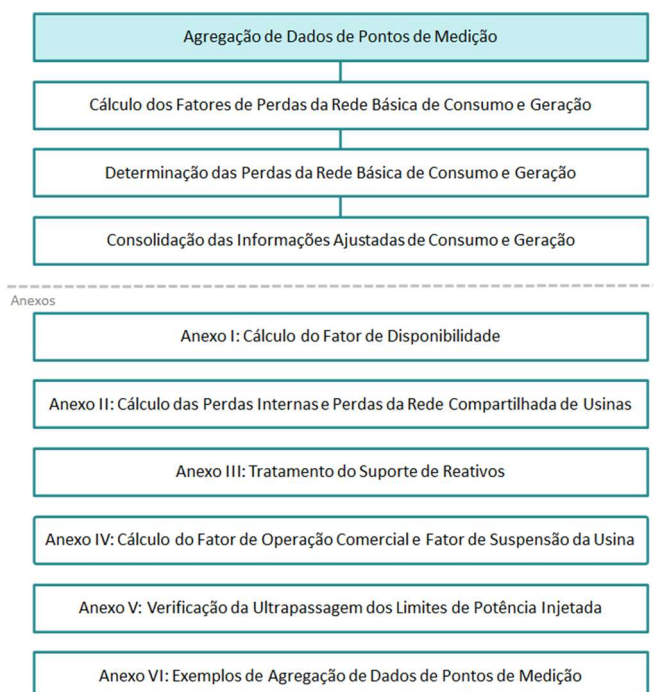 Agregação de Dados de Pontos de Medição
Cálculo dos Fatores de Perdas da Rede Básica de Consumo e Geração
Determinação das Perdas da Rede Básica de Consumo e Geração
Consolidação das Informações Ajustadas de Consumo e Geração
Anexos
Anexo I: Cálculo do Fator de Disponibilidade
Anexo II: Cálculo das Perdas Internas e Perdas da Rede Compartilhada de Usinas
Anexo III: Tratamento do Suporte de Reativos
Anexo IV: Cálculo do Fator de Operação Comercial e Fator de Suspensão da Usina
Anexo V: Verificação da Ultrapassagem dos Limites de Potência Injetada
Anexo VI: Exemplos de Agregação de Dados de Pontos de Medição